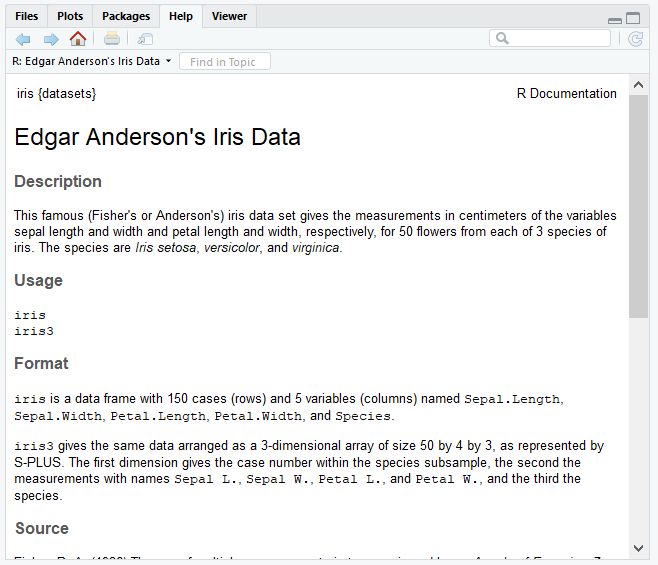 Files Plots Packages Help Viewer
R: Edgar Anderson's Iris Data Find in Topic
iris {datasets} R Documentation
Edgar Anderson's Iris Data
Description
This famous (Fisher's or Anderson's) iris data set gives the measurements in centimeters of the variables
sepal length and width and petal length and width, respectively, for 50 flowers from each of 3 species of
iris. The species are Iris setosa, versicolor, and virginica.
Usage
iris
iris3
Format
iris is a data frame with 150 cases (rows) and 5 variables (columns) named Sepal.Length,
Sepal.Width, Petal.Length, Petal.Width, and Species.
iris3 gives the same data arranged as a 3-dimensional array of size 50 by 4 by 3, as represented by
S-PLUS. The first dimension gives the case number within the species subsample, the second the
measurements with names Sepal L., Sepal W., Petal L., and Petal W., and the third the
species.
Source